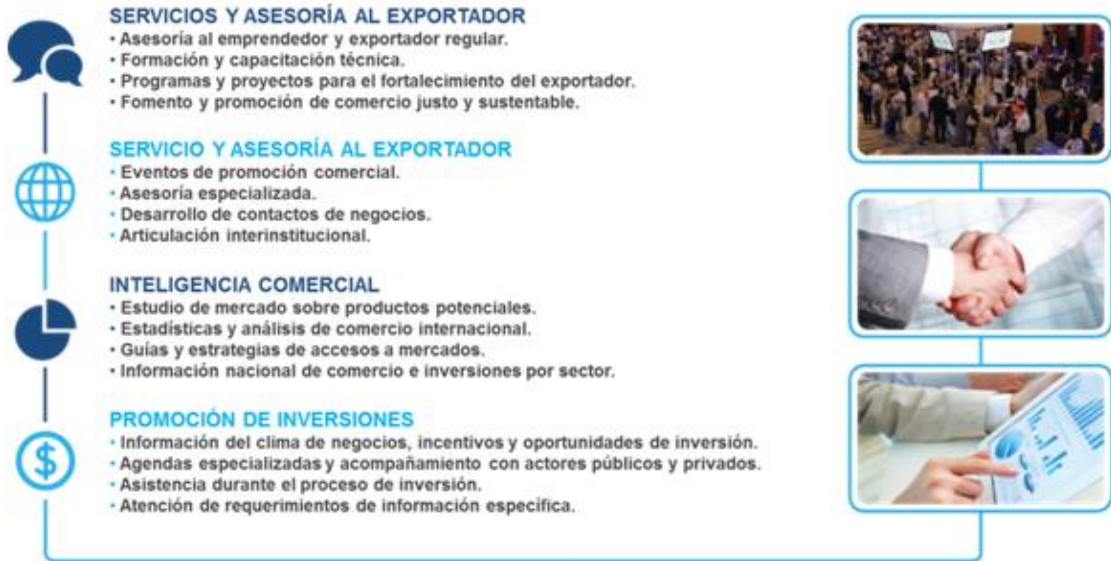 SERVICIOS Y ASESORÍA AL EXPORTADOR
• Asesoría al emprendedor y exportador regular.
• Formación y capacitación técnica.
• Programas y proyectos para el fortalecimiento del exportador.
• Fomento y promoción de comercio justo y sustentable.
SERVICIO Y ASESORÍA AL EXPORTADOR
• Eventos de promoción comercial.
• Asesoría especializada.
• Desarrollo de contactos de negocios.
• Articulación interinstitucional.
INTELIGENCIA COMERCIAL
• Estudio de mercado sobre productos potenciales.
• Estadísticas y análisis de comercio internacional.
• Guías y estrategias de accesos a mercados.
• Información nacional de comercio e inversiones por sector.
PROMOCIÓN DE INVERSIONES
• Información del clima de negocios, incentivos y oportunidades de inversión.
• Agendas especializadas y acompañamiento con actores públicos y privados.
• Asistencia durante el proceso de inversión.
• Atención de requerimientos de información específica.